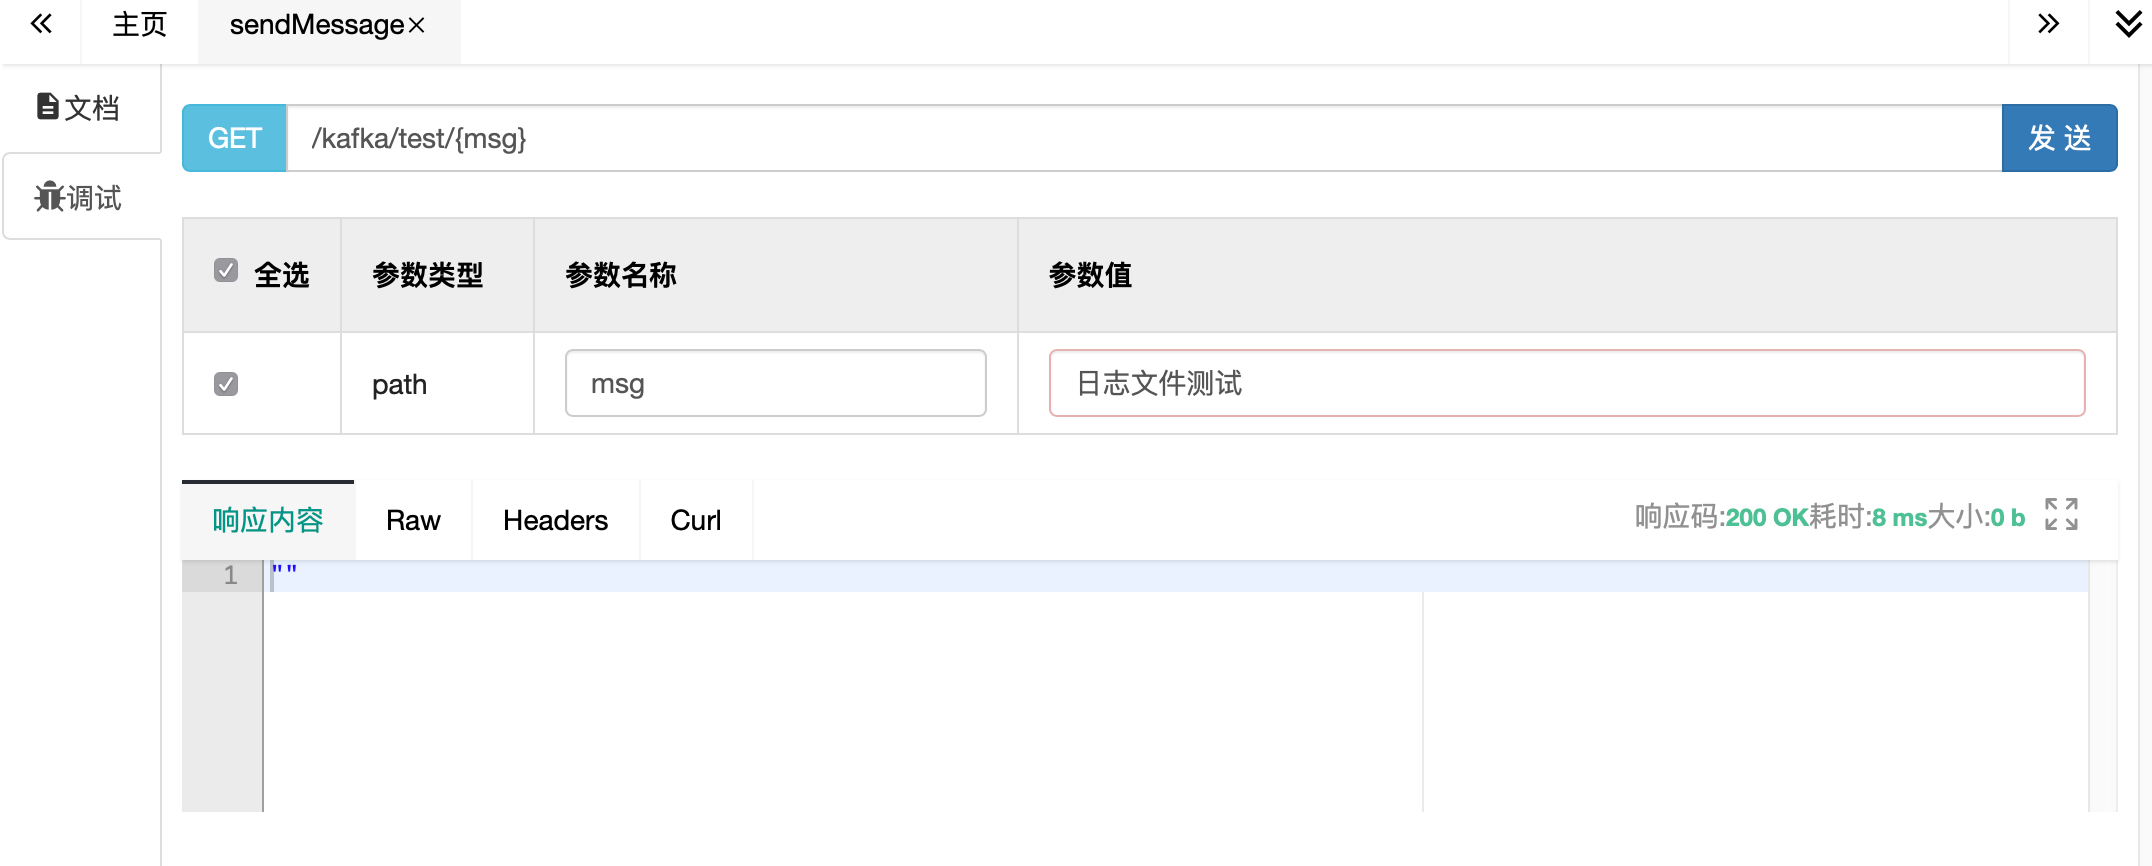 主页 sendMessage×
文档
调试
GET /kafka/test/{msg} 发 送
全选 参数类型 参数名称 参数值
path msg 日志文件测试
响应内容 Raw Headers Curl 响应码:200 OK耗时:8 ms大小:0 b
1 ""